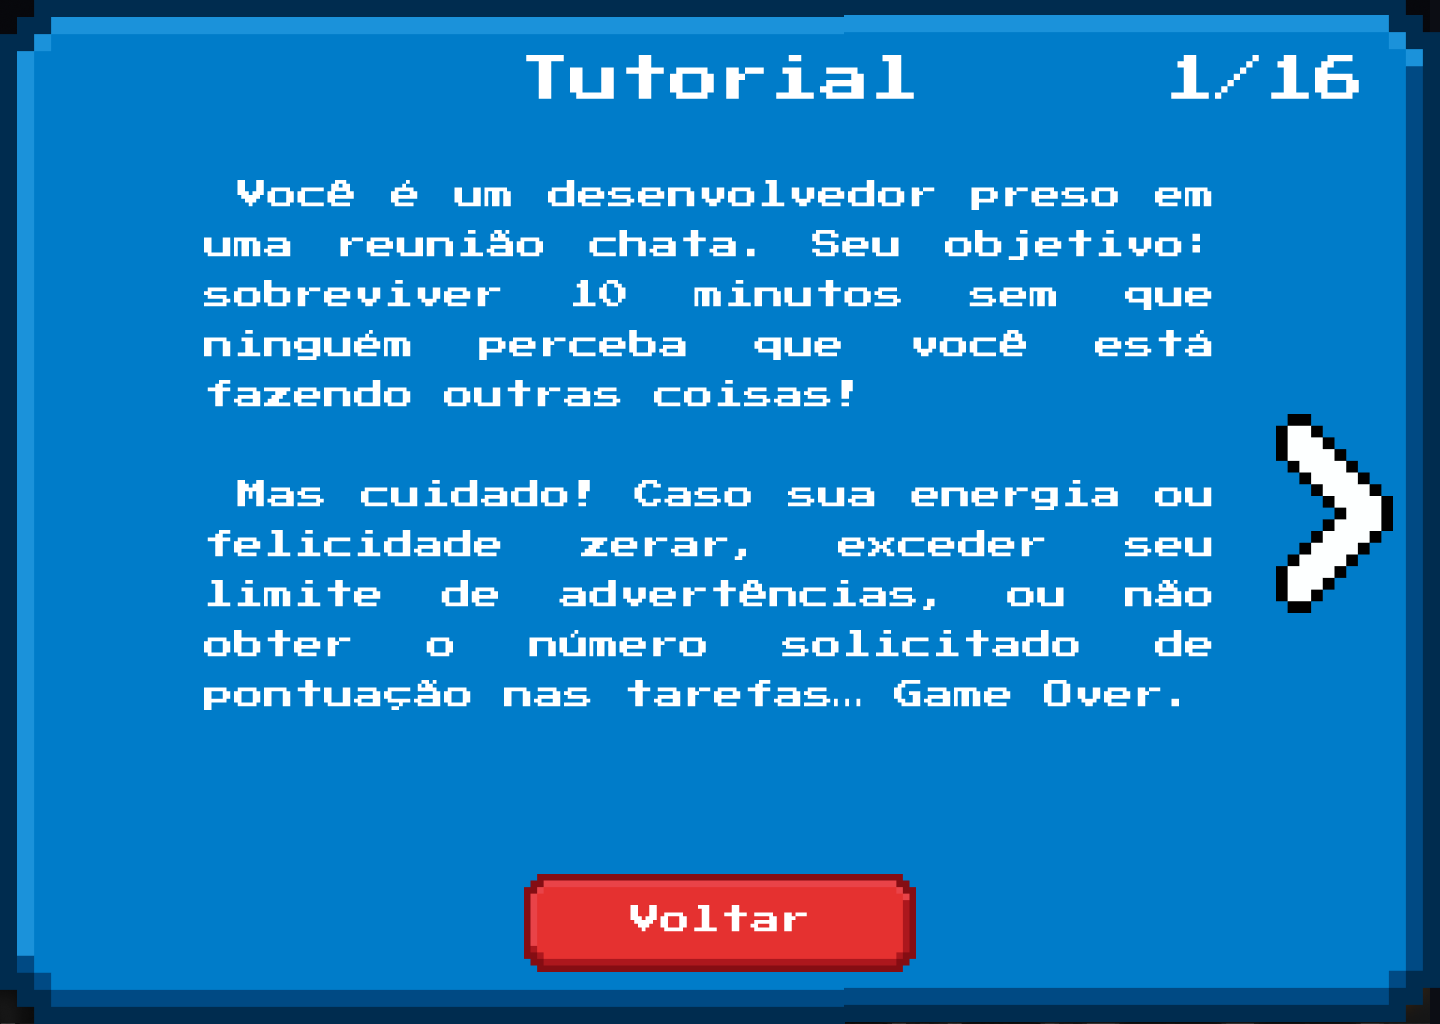 Tutorial 1/16
Você é um desenvolvedor preso em
uma reunião chata. Seu objetivo:
sobreviver 10 minutos sem que
ninguém perceba que você está
fazendo outras coisas!
Mas cuidado! Caso sua energia ou
felicidade zerar, exceder seu
limite de advertências, ou não
obter o número solicitado de
pontuação nas tarefas... Game Over.
Voltar